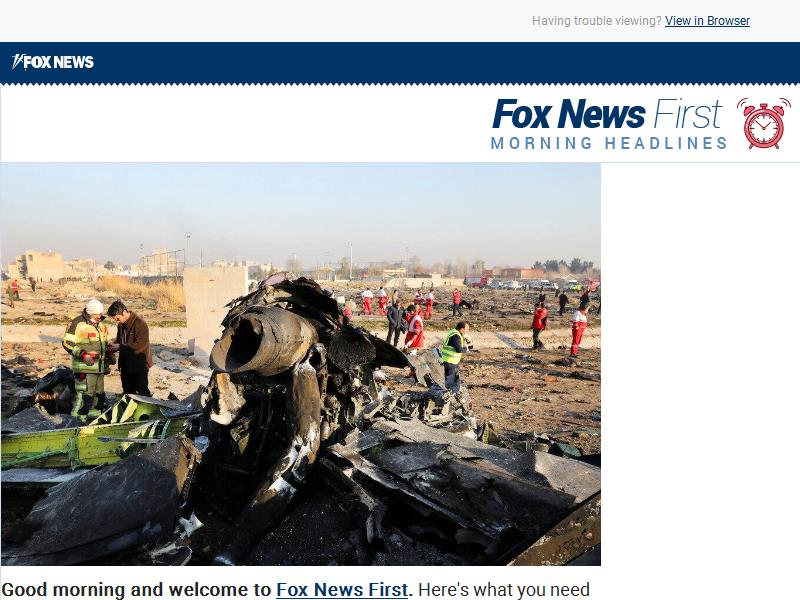 Having trouble viewing? View in Browser
FOX NEWS
Fox News First
MORNING HEADLINES
Good morning and welcome to Fox News First. Here's what you need